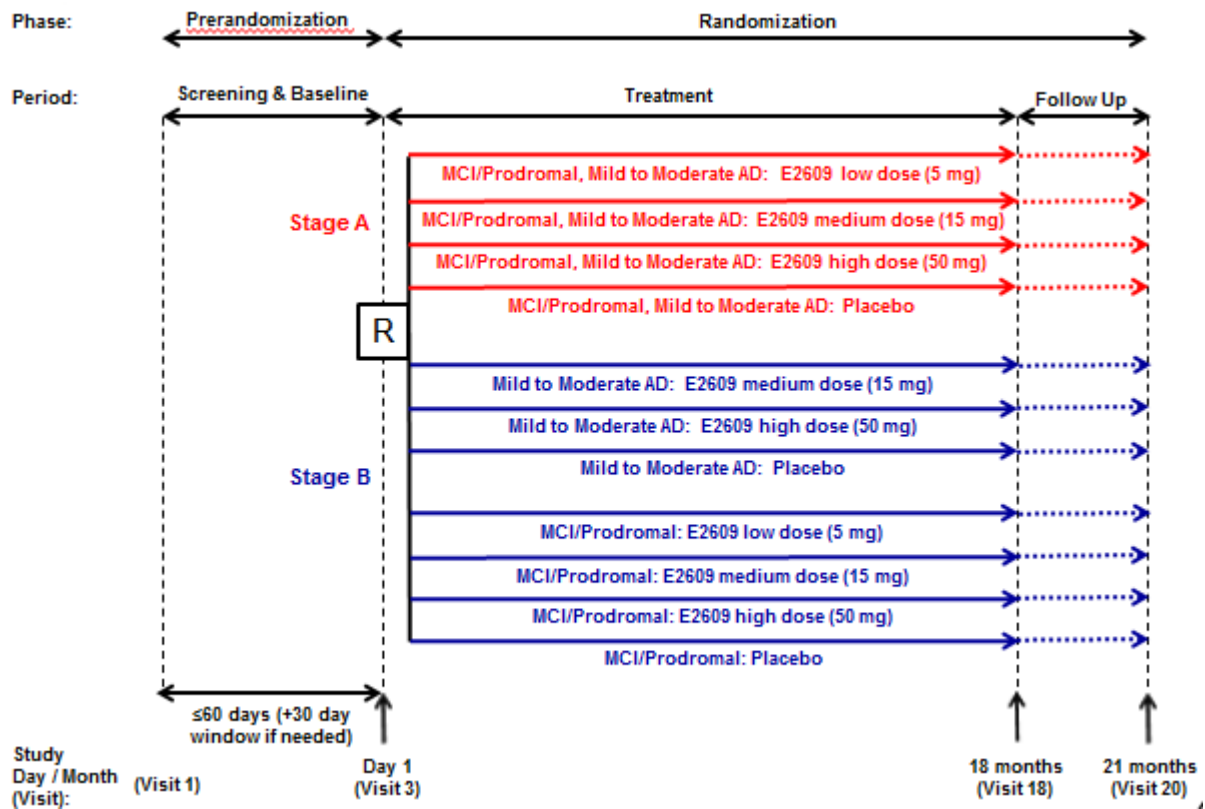 Phase:
Prerandomization
Randomization
Period:
Screening & Baseline
Treatment
Follow Up
Stage A
MCI/Prodromal, Mild to Moderate AD: E2609 low dose (5 mg)
MCI/Prodromal, Mild to Moderate AD: E2609 medium dose (15 mg)
MCI/Prodromal, Mild to Moderate AD: E2609 high dose (50 mg)
MCI/Prodromal, Mild to Moderate AD: Placebo
R
Mild to Moderate AD: E2609 medium dose (15 mg)
Mild to Moderate AD: E2609 high dose (50 mg)
Mild to Moderate AD: Placebo
Stage B
MCI/Prodromal: E2609 low dose (5 mg)
MCI/Prodromal: E2609 medium dose (15 mg)
MCI/Prodromal: E2609 high dose (50 mg)
MCI/Prodromal: Placebo
≤60 days (+30 day
window if needed)
Study
Day / Month
(Visit):
(Visit 1)
Day 1
(Visit 3)
18 months
(Visit 18)
21 months
(Visit 20)